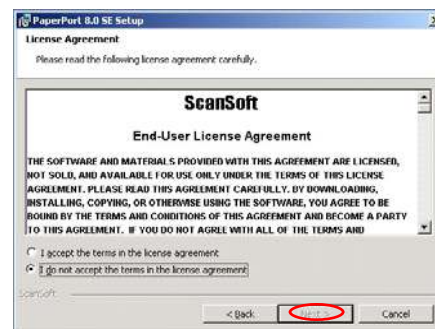 PaperPort 8.0 SE Setup
License Agreement
Please read the following license agreement carefully.
ScanSoft
End-User License Agreement
THE SOFTWARE AND MATERIALS PROVIDED WITH THIS AGREEMENT ARE LICENSED,
NOT SOLD, AND AVAILABLE FOR USE ONLY UNDER THE TERMS OF THIS LICENSE
AGREEMENT. PLEASE READ THIS AGREEMENT CAREFULLY. BY DOWNLOADING,
INSTALLING, COPYING, OR OTHERWISE USING THE SOFTWARE, YOU AGREE TO BE
BOUND BY THE TERMS AND CONDITIONS OF THIS AGREEMENT AND BECOME A PARTY
TO THIS AGREEMENT. IF YOU DO NOT AGREE WITH ALL OF THE TERMS AND
I accept the terms in the license agreement
I do not accept the terms in the license agreement
ScanSoft
< Back Next > Cancel